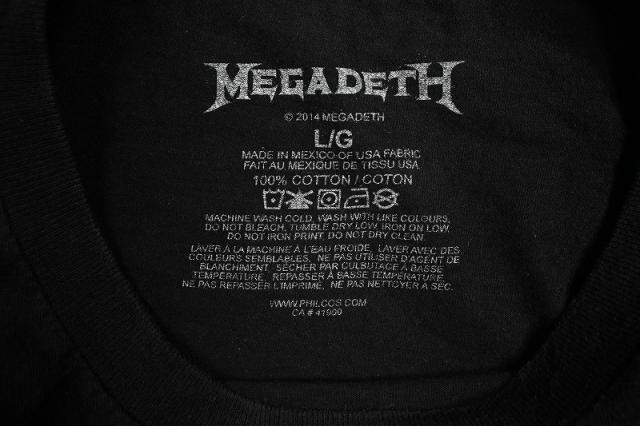 MEGADETH
© 2014 MEGADETH
L/G
MADE IN MEXICO OF USA FABRIC
FAIT AU MEXIQUE DE TISSU USA
100% COTTON / COTON
MACHINE WASH COLD, WASH WITH LIKE COLOURS,
DO NOT BLEACH, TUMBLE DRY LOW, IRON ON LOW,
DO NOT IRON PRINT, DO NOT DRY CLEAN.
LAVER A LA MACHINE À L'EAU FROIDE, LAVER AVEC DES
COULEURS SEMBLABLES, NE PAS UTILISER D'AGENT DE
BLANCHIMENT, SÉCHER PAR CULBUTAGE À BASSE
TEMPÉRATURE, REPASSER À BASSE TEMPÉRATURE,
NE PAS REPASSER L'IMPRIMÉ, NE PAS NETTOYER A SEC.
WWW.PHILCOS.COM
CA # 41900